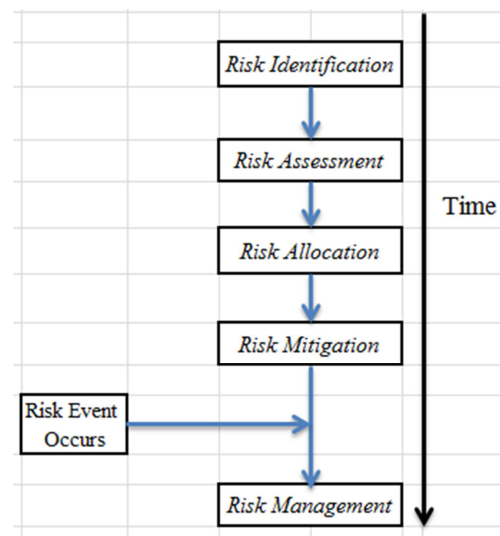 Risk Identification
Risk Assessment
Time
Risk Allocation
Risk Mitigation
Risk Event
Occurs
Risk Management